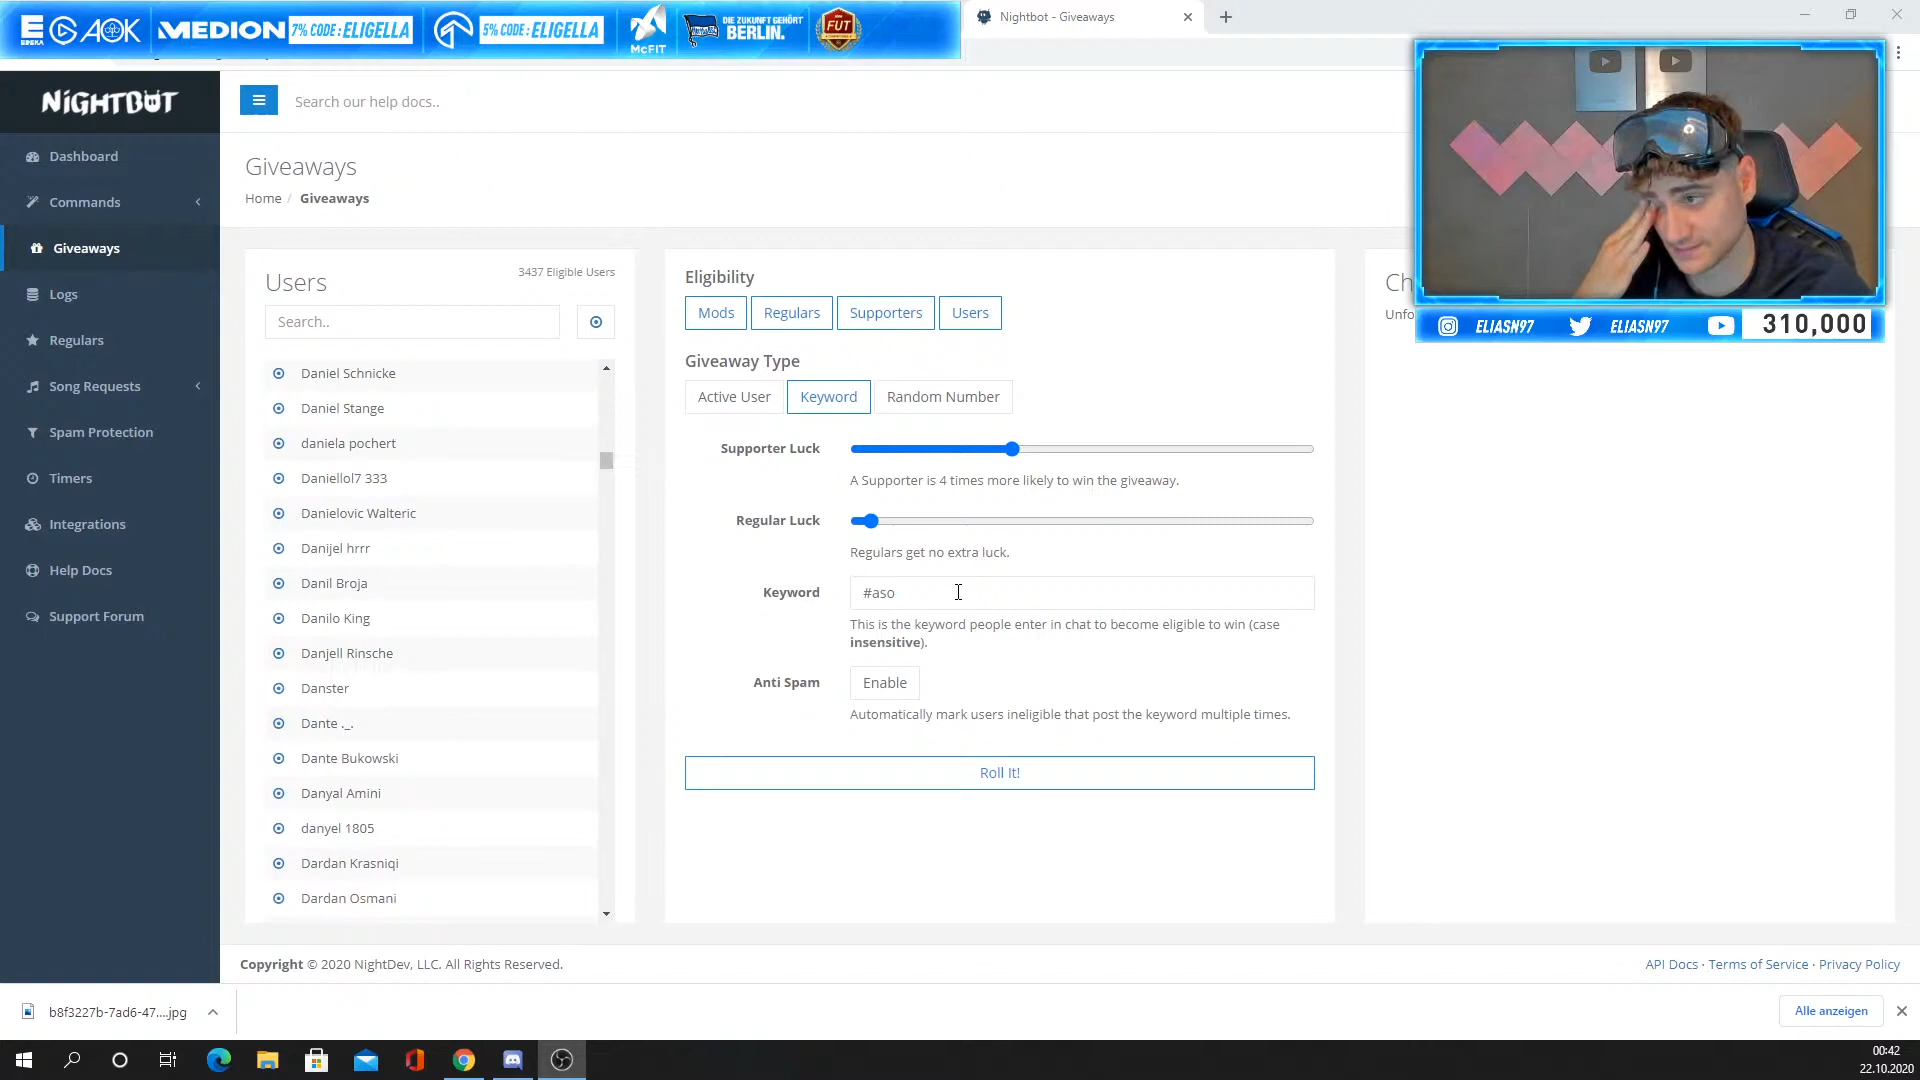 EDEKA
GAOK
MEDION
7% CODE: ELIGELLA
5% CODE: ELIGELLA
McFIT
DIE ZUKUNFT GEHÖRT
BERLIN.
FUT
Nightbot - Giveaways
NIGHTBOT
Search our help docs..
Dashboard
Commands
Giveaways
Logs
Regulars
Song Requests
Spam Protection
Timers
Integrations
Help Docs
Support Forum
Giveaways
Home / Giveaways
Users
3437 Eligible Users
Search..
Daniel Schnicke
Daniel Stange
daniela pochert
Daniellol7 333
Danielovic Walteric
Danijel hrrr
Danil Broja
Danilo King
Danjell Rinsche
Danster
Dante ._.
Dante Bukowski
Danyal Amini
danyel 1805
Dardan Krasniqi
Dardan Osmani
Eligibility
Mods Regulars Supporters Users
Giveaway Type
Active User Keyword Random Number
Supporter Luck
A Supporter is 4 times more likely to win the giveaway.
Regular Luck
Regulars get no extra luck.
Keyword
#aso
This is the keyword people enter in chat to become eligible to win (case
insensitive).
Anti Spam
Enable
Automatically mark users ineligible that post the keyword multiple times.
Roll It!
Ch
Unfo
ELIASN97
ELIASN97
310,000
Copyright © 2020 NightDev, LLC. All Rights Reserved.
API Docs · Terms of Service · Privacy Policy
b8f3227b-7ad6-47....jpg
Alle anzeigen
00:42
22.10.2020